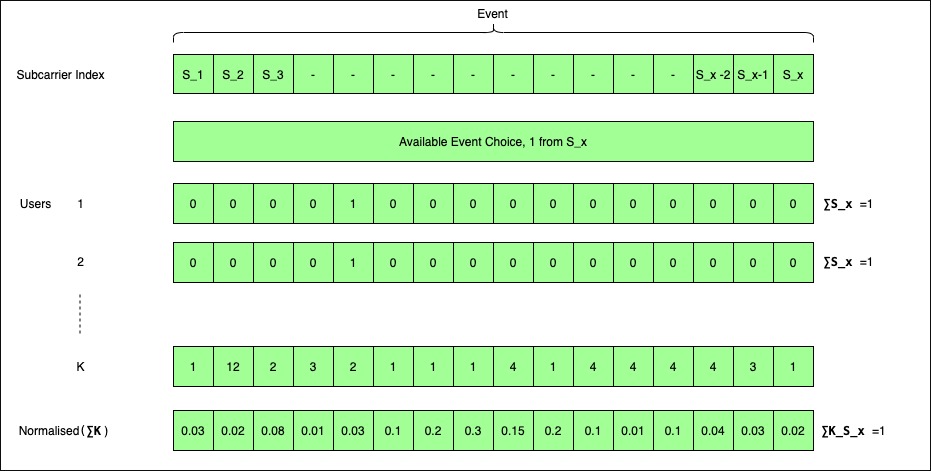 Event
Subcarrier Index S_1 S_2 S_3 - - - - - - - - - - S_x -2 S_x-1 S_x
Available Event Choice, 1 from S_x
Users 1 0 0 0 0 1 0 0 0 0 0 0 0 0 0 0 0 ∑S_x =1
2 0 0 0 0 1 0 0 0 0 0 0 0 0 0 0 0 ∑S_x =1
K 1 12 2 3 2 1 1 1 4 1 4 4 4 4 3 1
Normalised(∑K) 0.03 0.02 0.08 0.01 0.03 0.1 0.2 0.3 0.15 0.2 0.1 0.01 0.1 0.04 0.03 0.02 ∑K_S_x =1